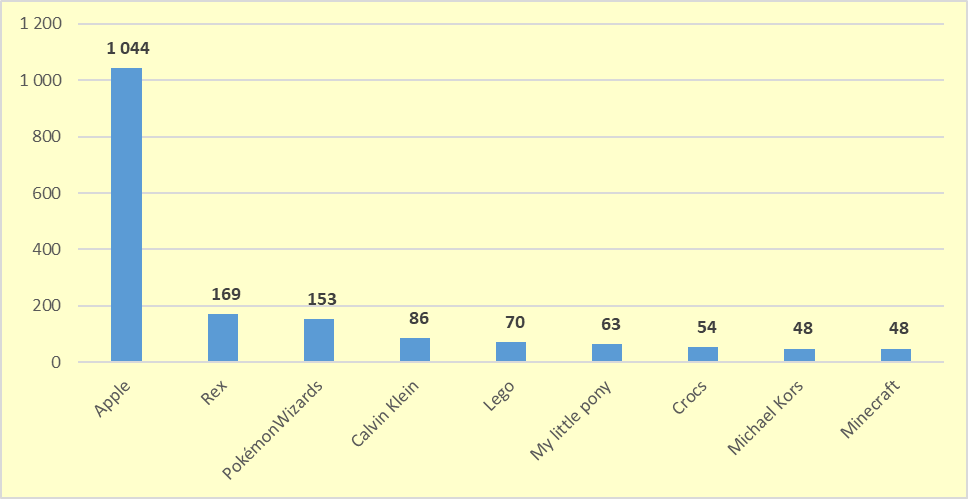 1 200
1 000
800
600
400
200
0
1 044
169
153
86
70
63
54
48
48
Apple
Rex
PokémonWizards
Calvin Klein
Lego
My little pony
Crocs
Michael Kors
Minecraft